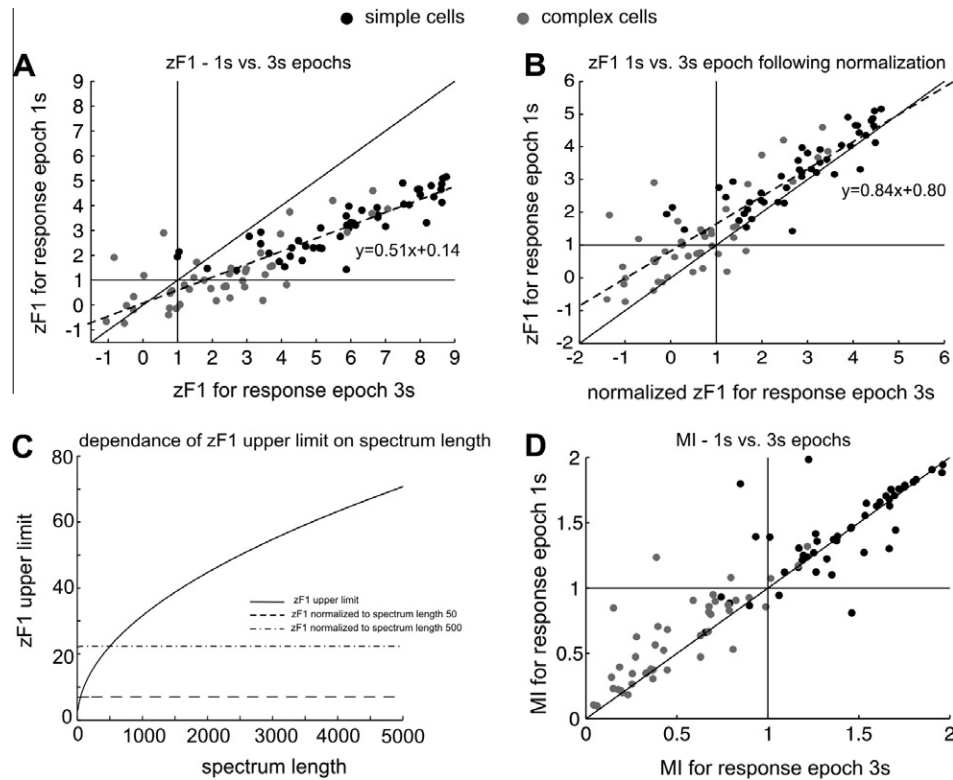 simple cells complex cells
A
zF1 - 1s vs. 3s epochs
zF1 for response epoch 1s
9
8
7
6
5
4
3
2
1
0
-1
y=0.51x+0.14
-1 0 1 2 3 4 5 6 7 8 9
zF1 for response epoch 3s
B
zF1 1s vs. 3s epoch following normalization
zF1 for response epoch 1s
6
5
4
3
2
1
0
-1
-2
y=0.84x+0.80
-2 -1 0 1 2 3 4 5 6
normalized zF1 for response epoch 3s
C
dependance of zF1 upper limit on spectrum length
zF1 upper limit
80
60
40
20
0
zF1 upper limit
zF1 normalized to spectrum length 50
zF1 normalized to spectrum length 500
0 1000 2000 3000 4000 5000
spectrum length
D
MI - 1s vs. 3s epochs
MI for response epoch 1s
2
1.5
1
0.5
0
0 0.5 1 1.5 2
MI for response epoch 3s